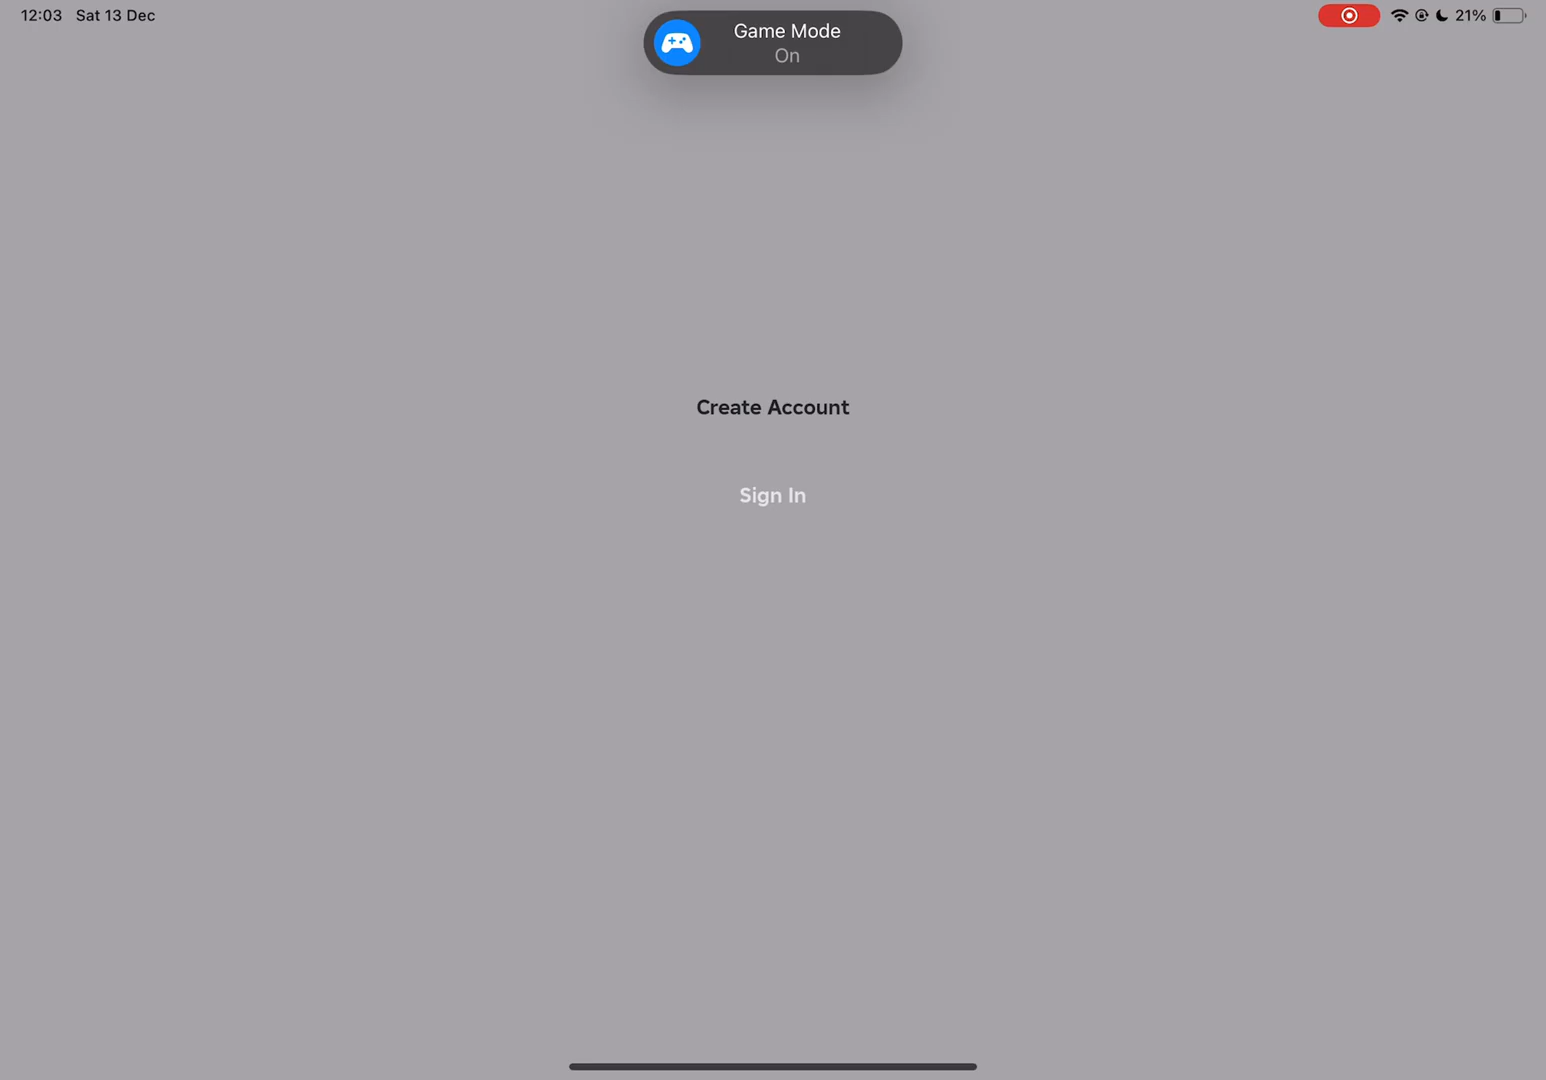 12:03 Sat 13 Dec
Game Mode
On
21%
Create Account
Sign In